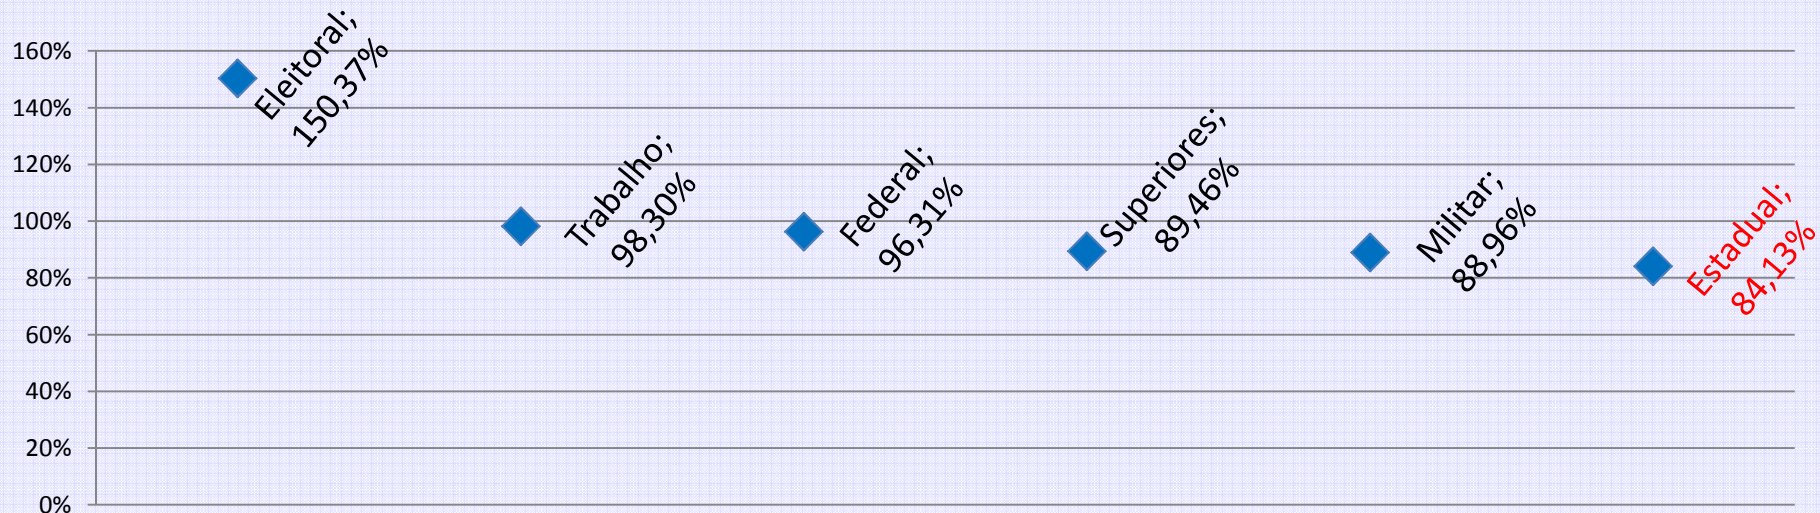 160%
140%
120%
100%
80%
60%
40%
20%
0%
Eleitoral;
150,37%
Trabalho;
98,30%
Federal;
96,31%
Superiores;
89,46%
Militar;
88,96%
Estadual;
84,13%